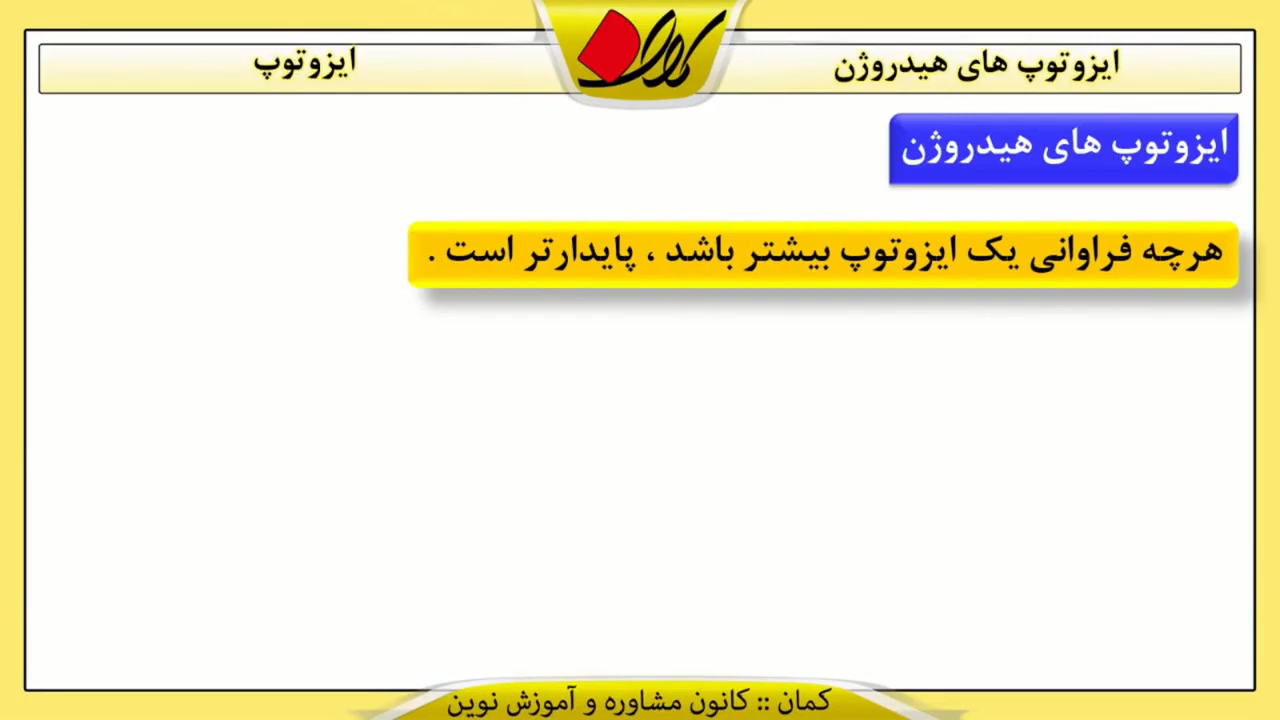 ایزوتوپ های هیدروژن
کمان
ایزوتوپ
ایزوتوپ های هیدروژن
هرچه فراوانی یک ایزوتوپ بیشتر باشد ، پایدارتر است .
کمان :: کانون مشاوره و آموزش نوین